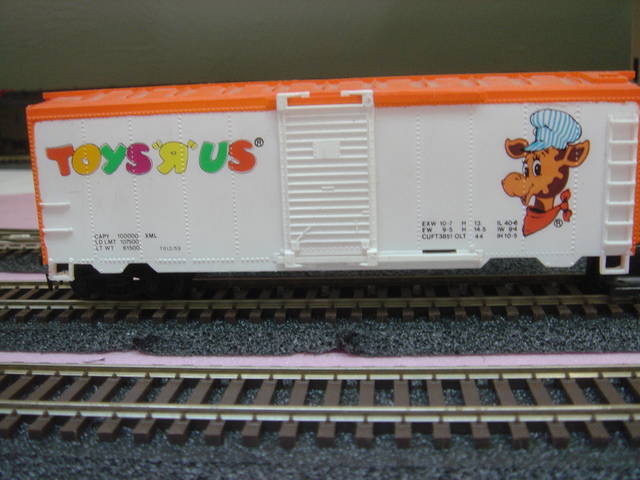 TOYS "R" US®
CAPY 100000 XML
LD LMT 107500
LT WT 61500
EXW 10-7 H 13 IL 40-6
EW 9-5 H 14.5 IW 9-4
CUFT 3851 OLT 44 IH 10-5
®